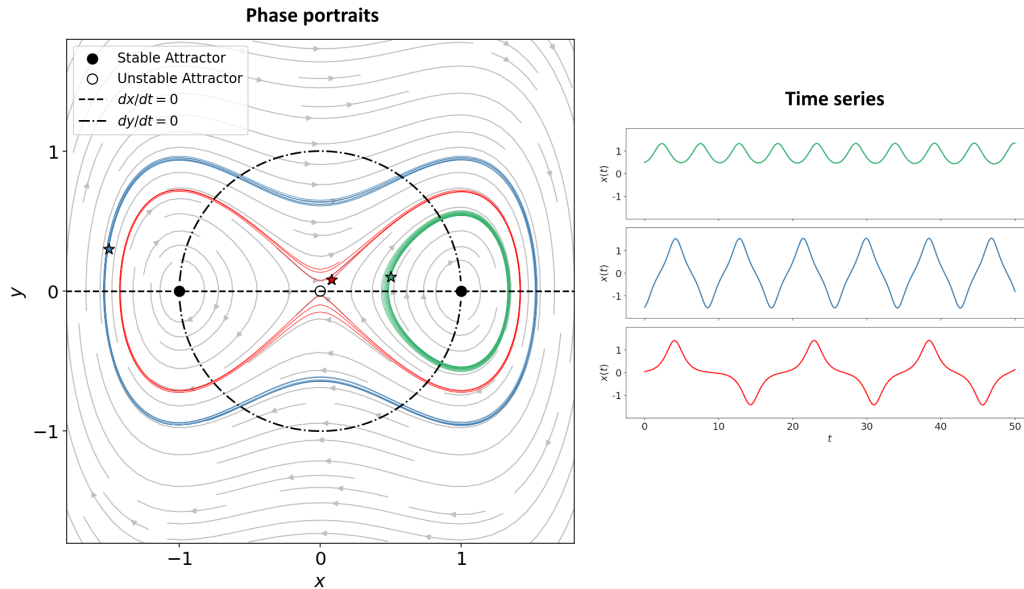 Phase portraits
Stable Attractor
Unstable Attractor
dx/dt = 0
dy/dt = 0
1
0
−1
y
−1
0
1
x
Time series
1
0
-1
x(t)
1
0
-1
x(t)
1
0
-1
x(t)
0
10
20
30
40
50
t